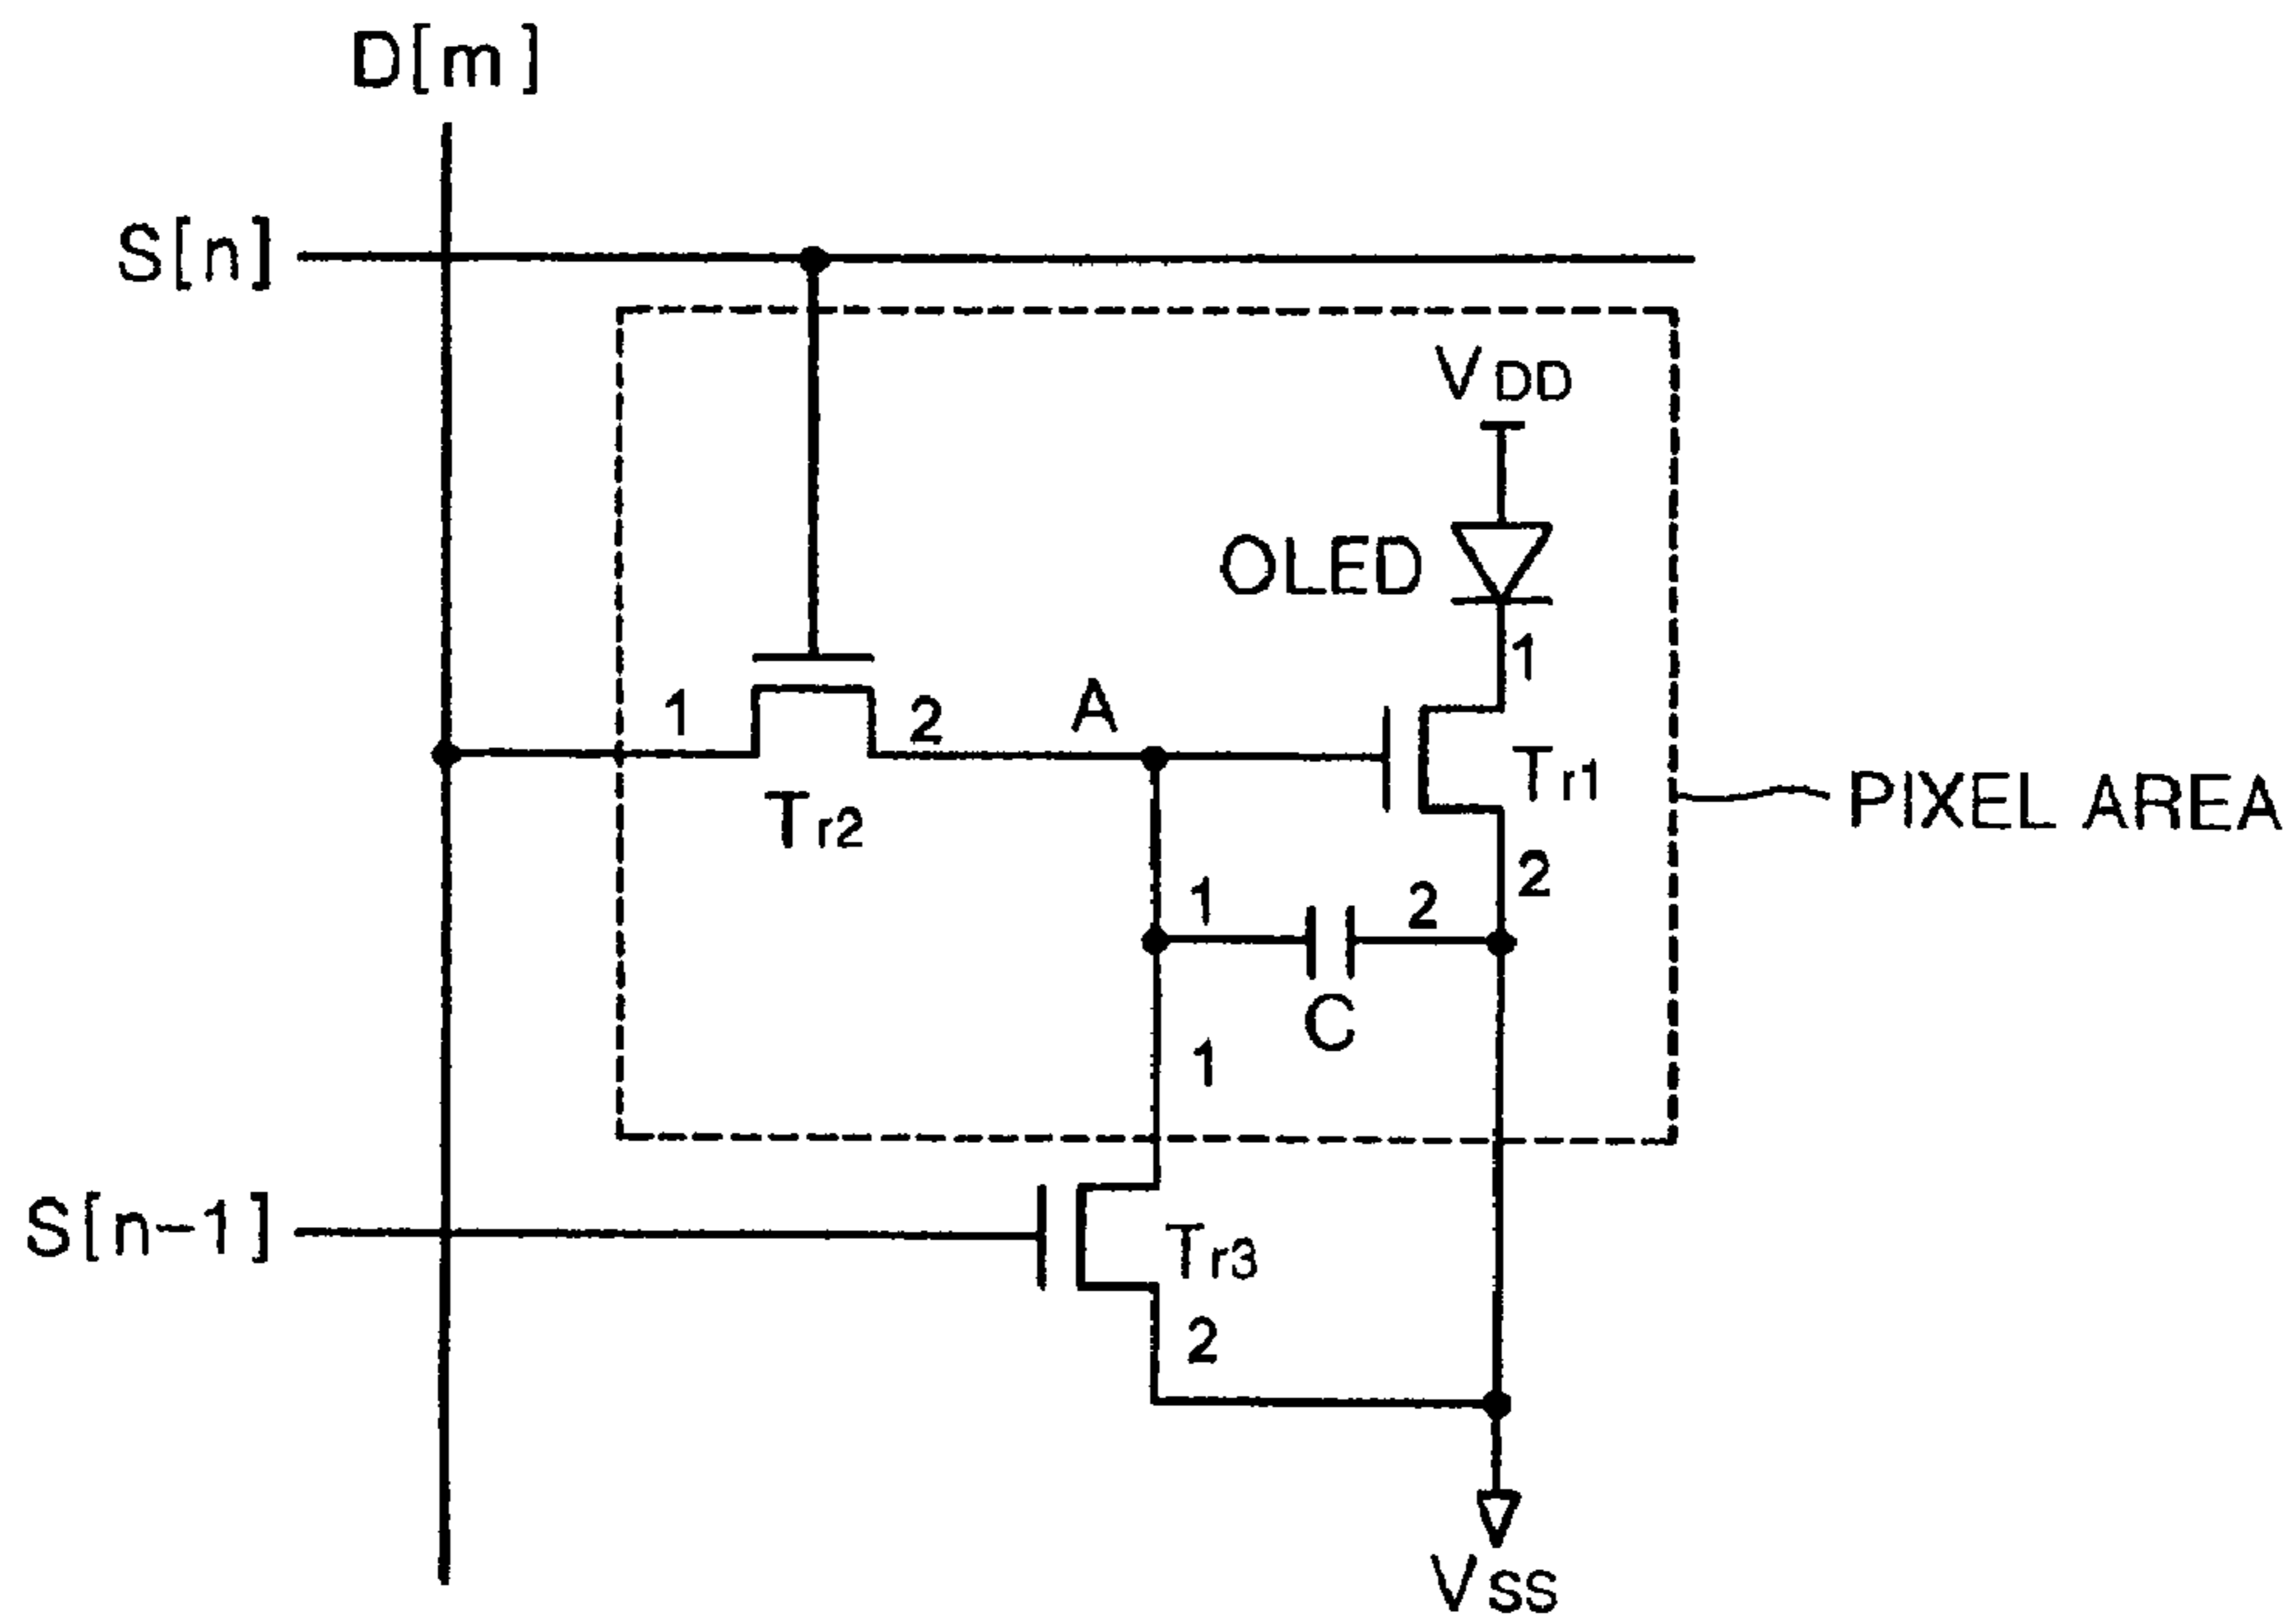 D[m]
S[n]
VDD
OLED
1
1
2
A
Tr1
PIXEL AREA
Tr2
2
1
2
C
1
S[n-1]
Tr3
2
VSS